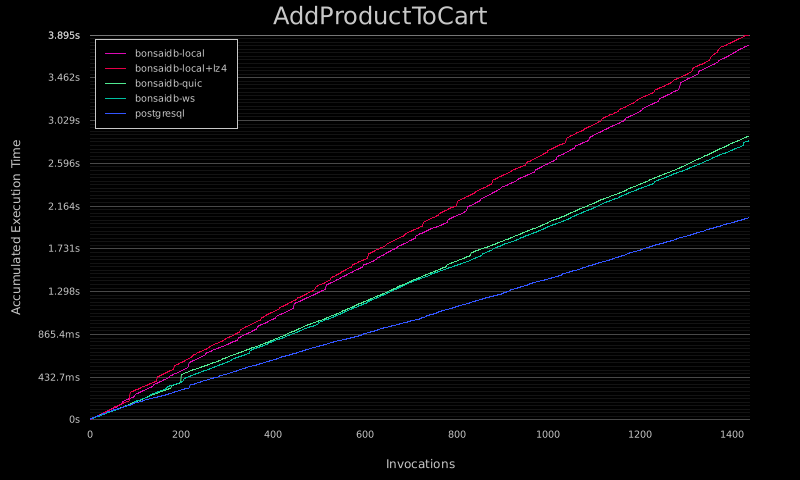 AddProductToCart
3.895s
3.462s
3.029s
2.596s
2.164s
1.731s
1.298s
865.4ms
432.7ms
0s
Accumulated Execution Time
bonsaidb-local
bonsaidb-local+lz4
bonsaidb-quic
bonsaidb-ws
postgresql
0 200 400 600 800 1000 1200 1400
Invocations